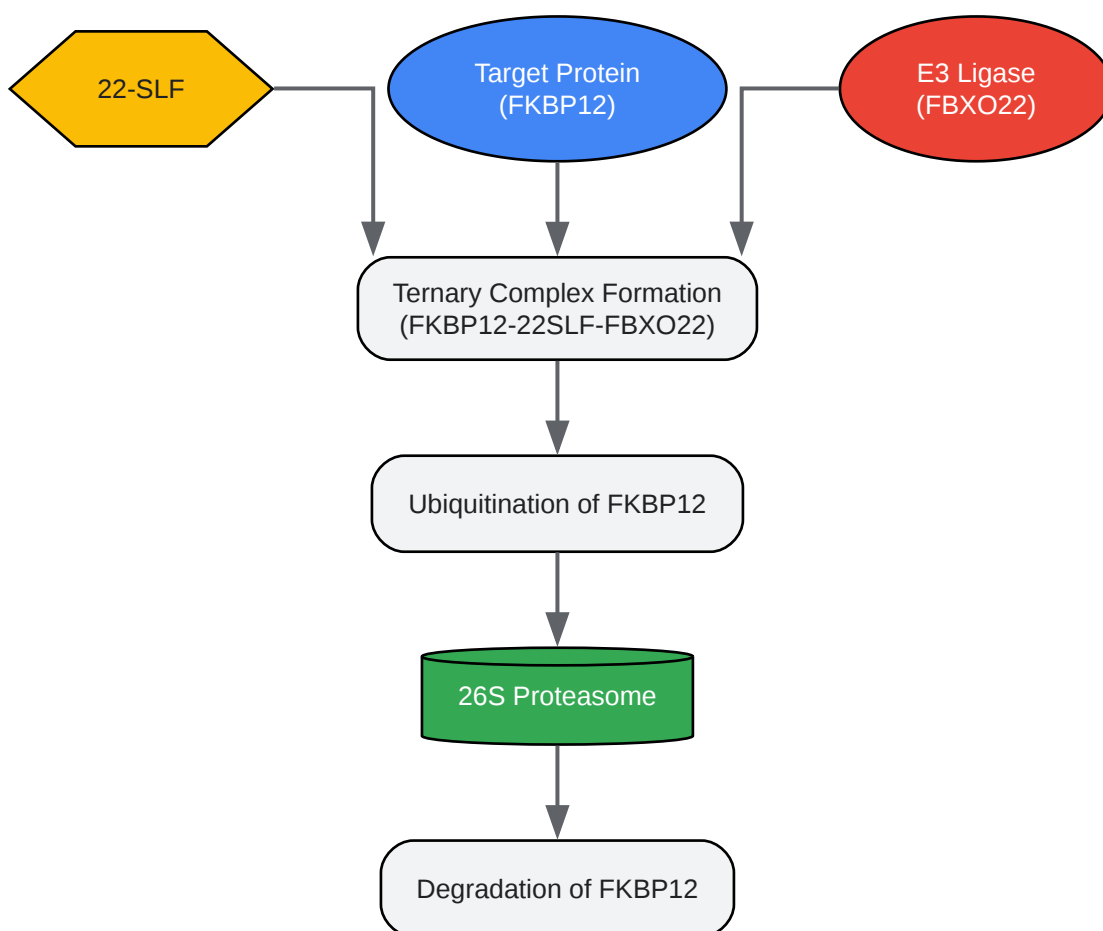 22-SLF
Target Protein
(FKBP12)
E3 Ligase
(FBXO22)
Ternary Complex Formation
(FKBP12-22SLF-FBXO22)
Ubiquitination of FKBP12
26S Proteasome
Degradation of FKBP12